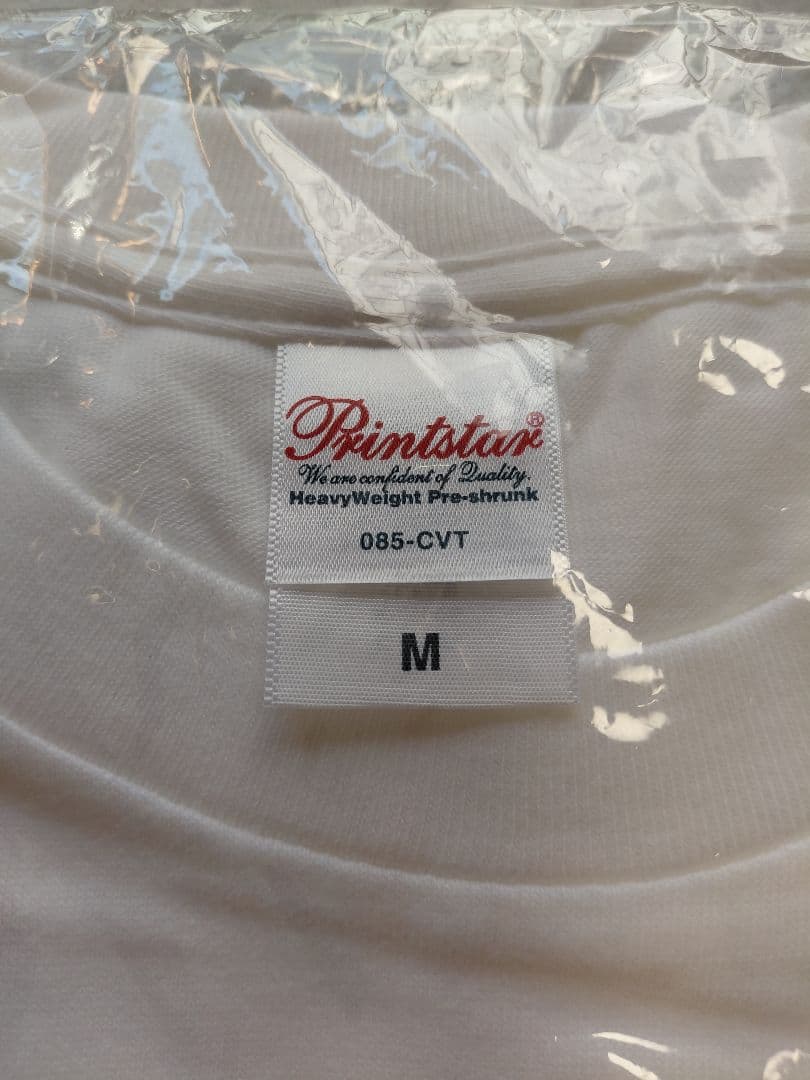 Printstar®
We are confident of Quality.
HeavyWeight Pre-shrunk
085-CVT
M